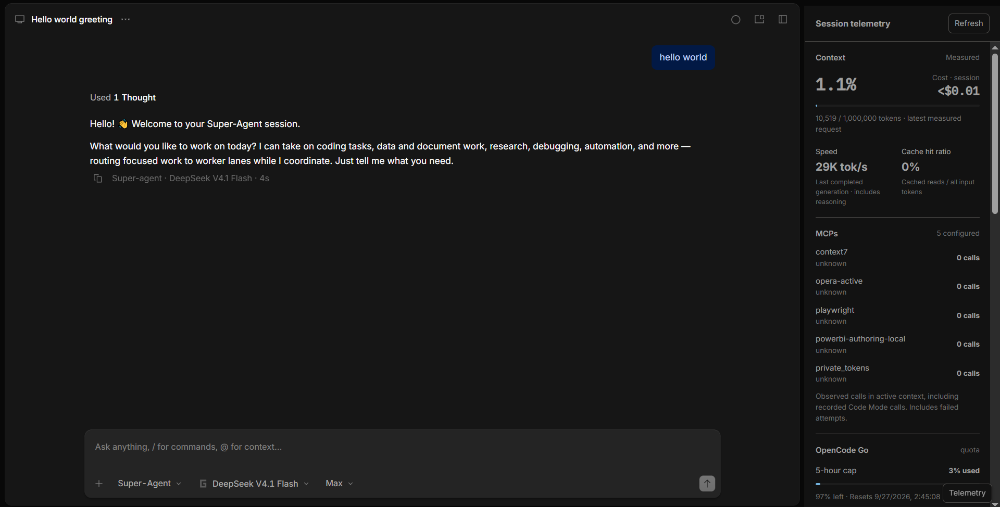 Hello world greeting ...
hello world
Used 1 Thought
Hello! 👋 Welcome to your Super-Agent session.
What would you like to work on today? I can take on coding tasks, data and document work, research, debugging, automation, and more —
routing focused work to worker lanes while I coordinate. Just tell me what you need.
Super-agent · DeepSeek V4.1 Flash · 4s
Ask anything, / for commands, @ for context...
Super-Agent
DeepSeek V4.1 Flash
Max
Session telemetry
Refresh
Context
Measured
1.1%
Cost · session
<$0.01
10,519 / 1,000,000 tokens · latest measured
request
Speed
29K tok/s
Last completed
generation · includes
reasoning
Cache hit ratio
0%
Cached reads / all input
tokens
MCPs
5 configured
context7
unknown
0 calls
opera-active
unknown
0 calls
playwright
unknown
0 calls
powerbi-authoring-local
unknown
0 calls
private_tokens
unknown
0 calls
Observed calls in active context, including
recorded Code Mode calls. Includes failed
attempts.
OpenCode Go
quota
5-hour cap
3% used
97% left · Resets 9/27/2026, 2:45:08
Telemetry